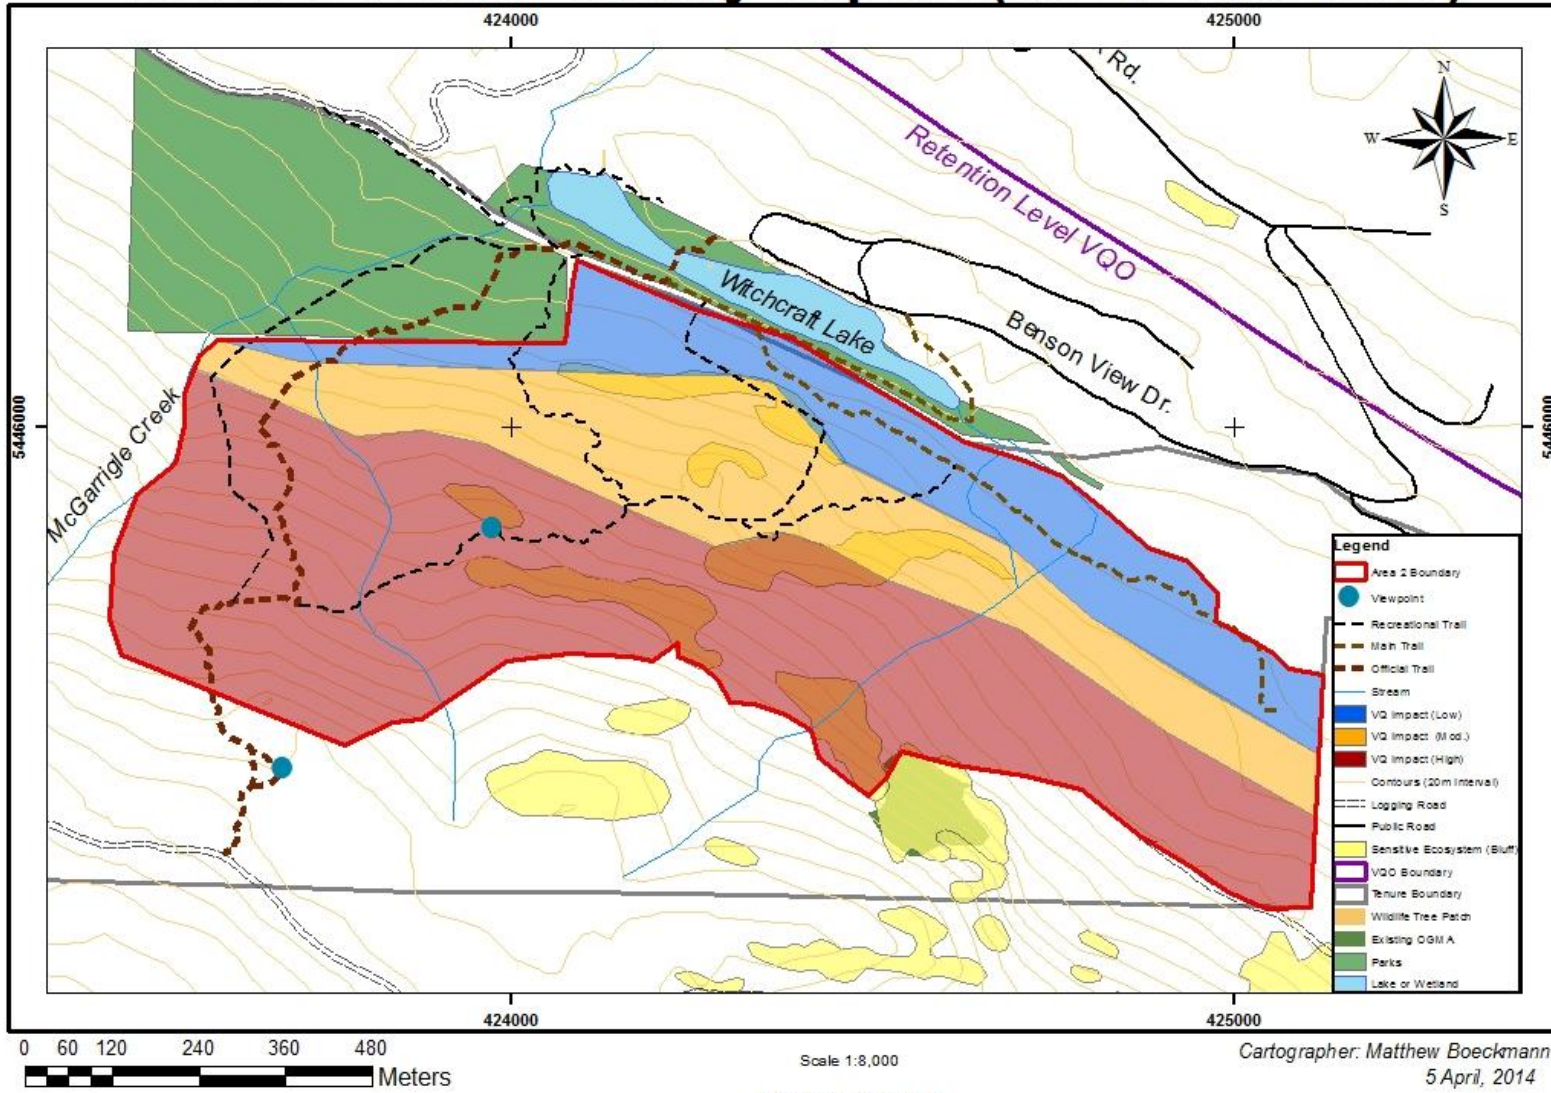 424000
425000
N
W
E
S
Rd.
Retention Level VQO
Witchcraft Lake
Benson View Dr.
McGarrigle Creek
5446000
5446000
Legend
Area 2 Boundary
Viewpoint
Recreational Trail
Main Trail
Official Trail
Stream
VQ Impact (Low)
VQ Impact (Mod.)
VQ Impact (High)
Contours (20m Interval)
Logging Road
Public Road
Sensitive Ecosystem (Bluff)
VQO Boundary
Tenure Boundary
Wildlife Tree Patch
Existing OGMA
Parks
Lake or Wetland
424000
425000
0 60 120 240 360 480
Meters
Scale 1:8,000
Cartographer: Matthew Boeckmann
5 April, 2014